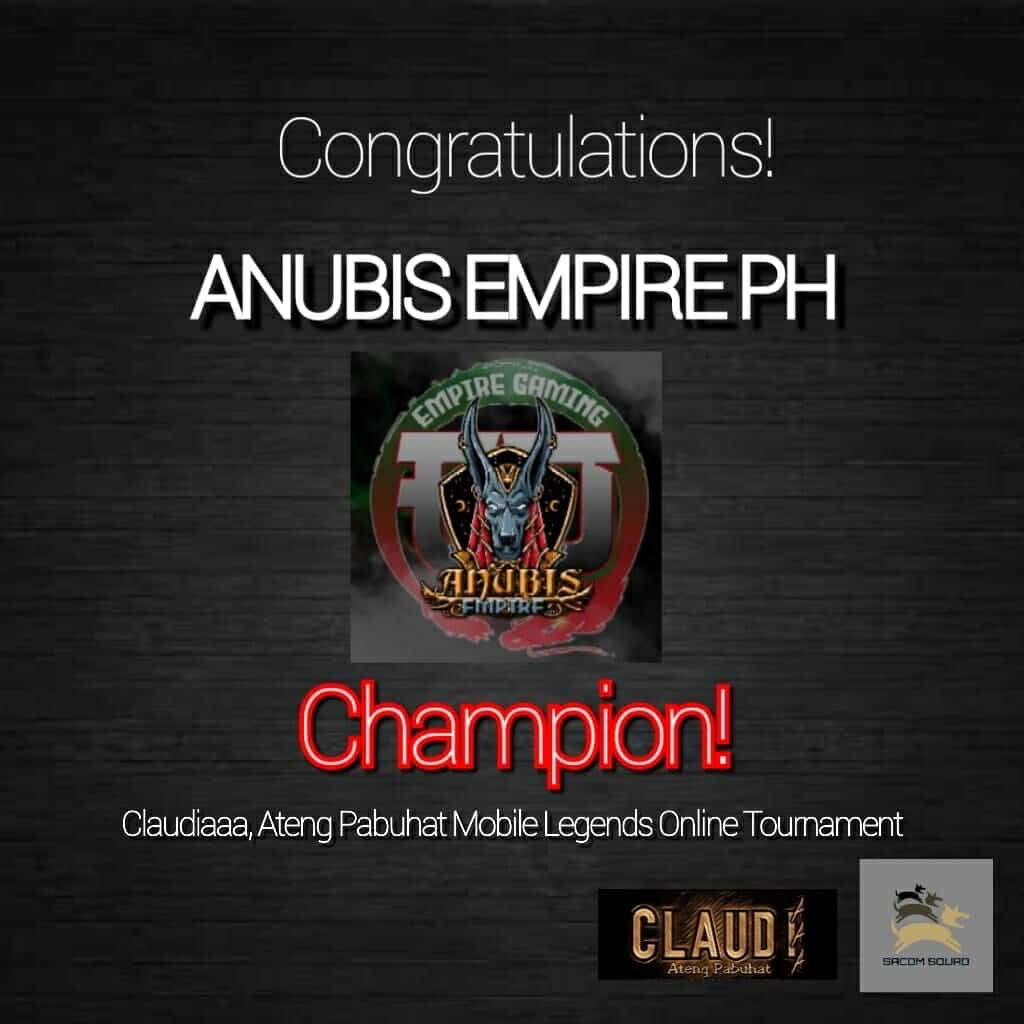 Congratulations!
ANUBIS EMPIRE PH
EMPIRE GAMING
ANUBIS
EMPIRE
Champion!
Claudiaaa, Ateng Pabuhat Mobile Legends Online Tournament
CLAUDIAAA
Ateng Pabuhat
SACOM SQUAD